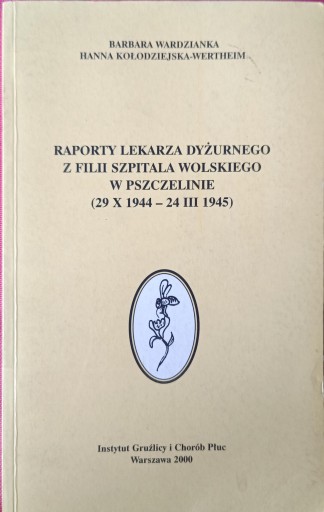 BARBARA WARDZIANKA
HANNA KOŁODZIEJSKA-WERTHEIM
RAPORTY LEKARZA DYŻURNEGO
Z FILII SZPITALA WOLSKIEGO
W PSZCZELINIE
(29 X 1944 – 24 III 1945)
Instytut Gruźlicy i Chorób Płuc
Warszawa 2000